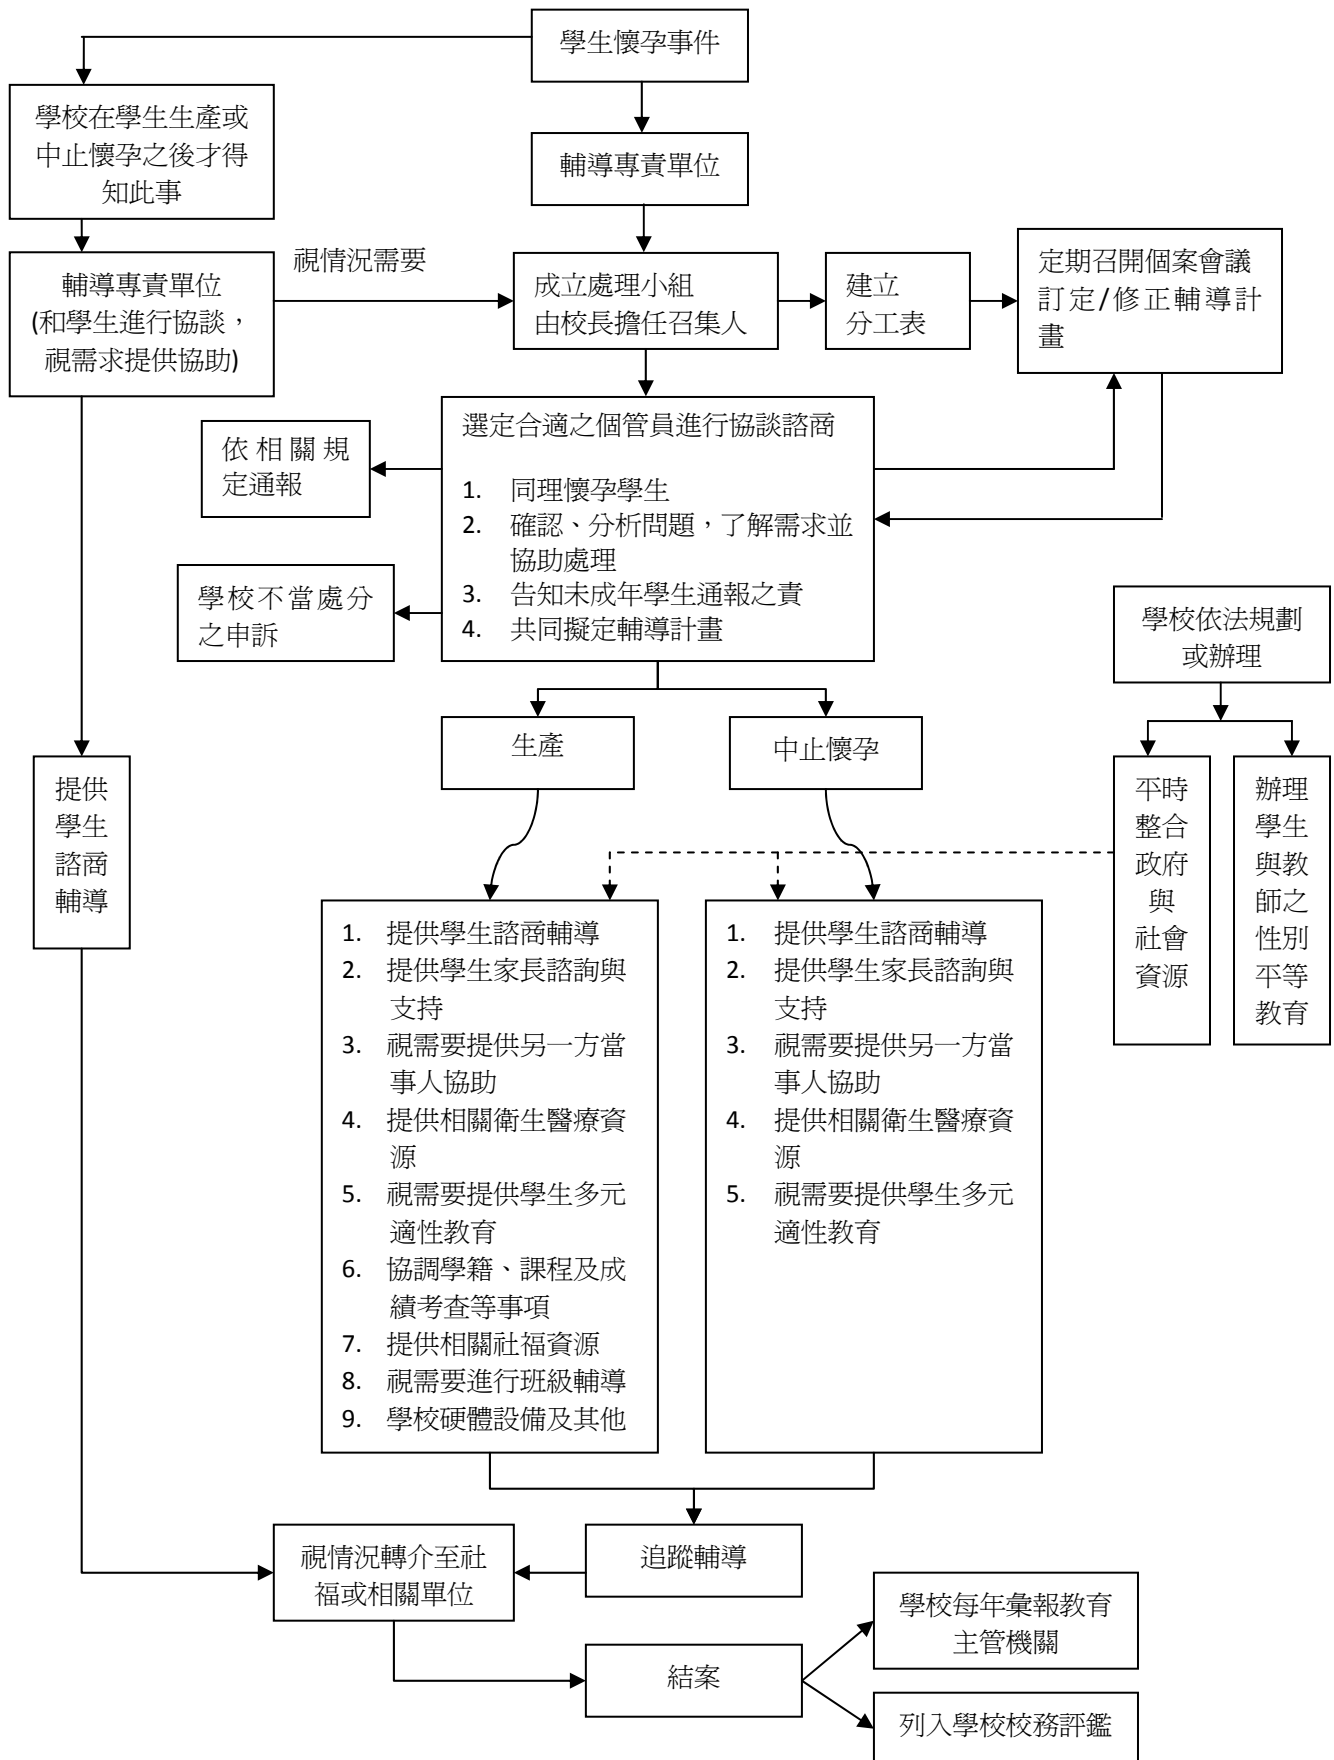 學生懷孕事件
學校在學生生產或
中止懷孕之後才得
知此事
輔導專責單位
輔導專責單位
(和學生進行協談，
視需求提供協助)
視情況需要
成立處理小組
由校長擔任召集人
建立
分工表
定期召開個案會議
訂定/修正輔導計
畫
選定合適之個管員進行協談諮商
1. 同理懷孕學生
2. 確認、分析問題，了解需求並
協助處理
3. 告知未成年學生通報之責
4. 共同擬定輔導計畫
依相關規
定通報
學校不當處分
之申訴
學校依法規劃
或辦理
生產
中止懷孕
提供
學生
諮商
輔導
平時
整合
政府
與
社會
資源
辦理
學生
與教
師之
性別
平等
教育
1. 提供學生諮商輔導
2. 提供學生家長諮詢與
支持
3. 視需要提供另一方當
事人協助
4. 提供相關衛生醫療資
源
5. 視需要提供學生多元
適性教育
6. 協調學籍、課程及成
績考查等事項
7. 提供相關社福資源
8. 視需要進行班級輔導
9. 學校硬體設備及其他
1. 提供學生諮商輔導
2. 提供學生家長諮詢與
支持
3. 視需要提供另一方當
事人協助
4. 提供相關衛生醫療資
源
5. 視需要提供學生多元
適性教育
視情況轉介至社
福或相關單位
追蹤輔導
結案
學校每年彙報教育
主管機關
列入學校校務評鑑